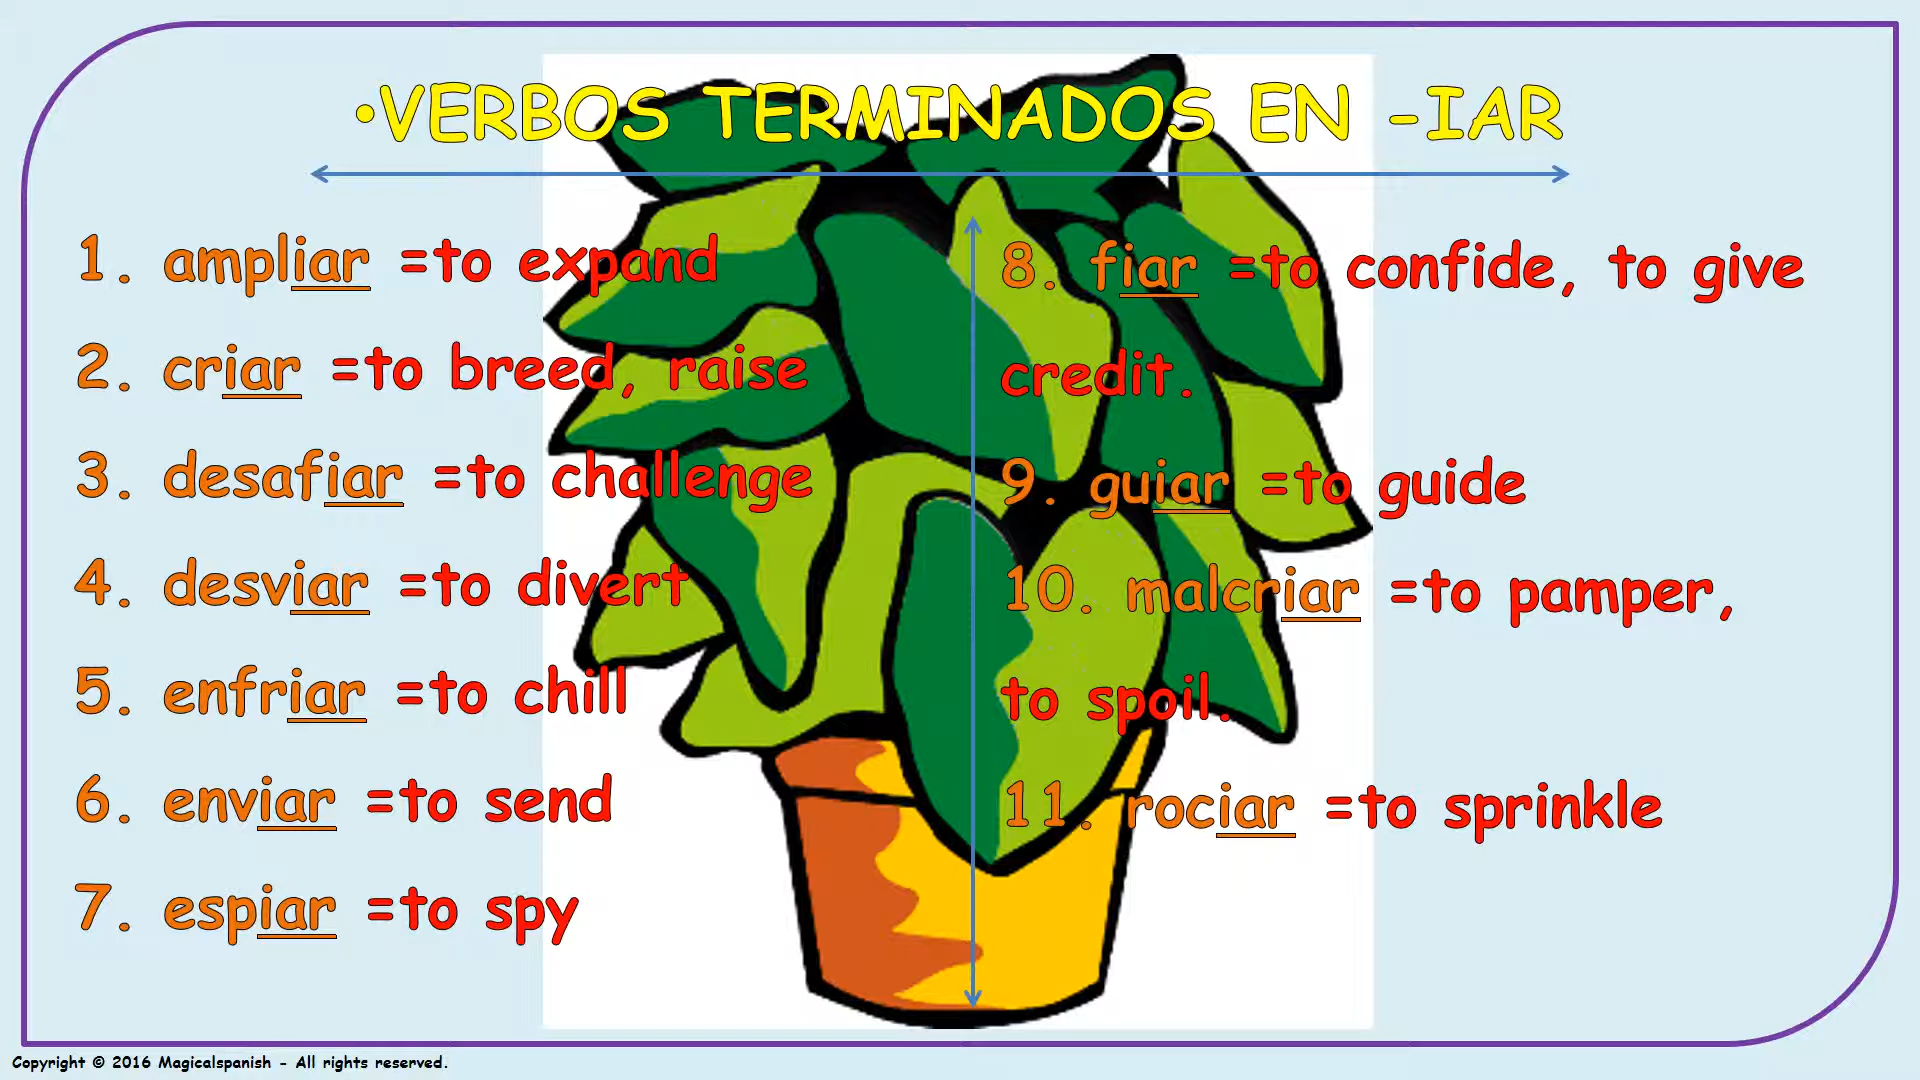 •VERBOS TERMINADOS EN -IAR
1. ampliar =to expand
2. criar =to breed, raise
3. desafiar =to challenge
4. desviar =to divert
5. enfriar =to chill
6. enviar =to send
7. espiar =to spy
8. fiar =to confide, to give
credit.
9. guiar =to guide
10. malcriar =to pamper,
to spoil.
11. rociar =to sprinkle
Copyright © 2016 Magicalspanish - All rights reserved.